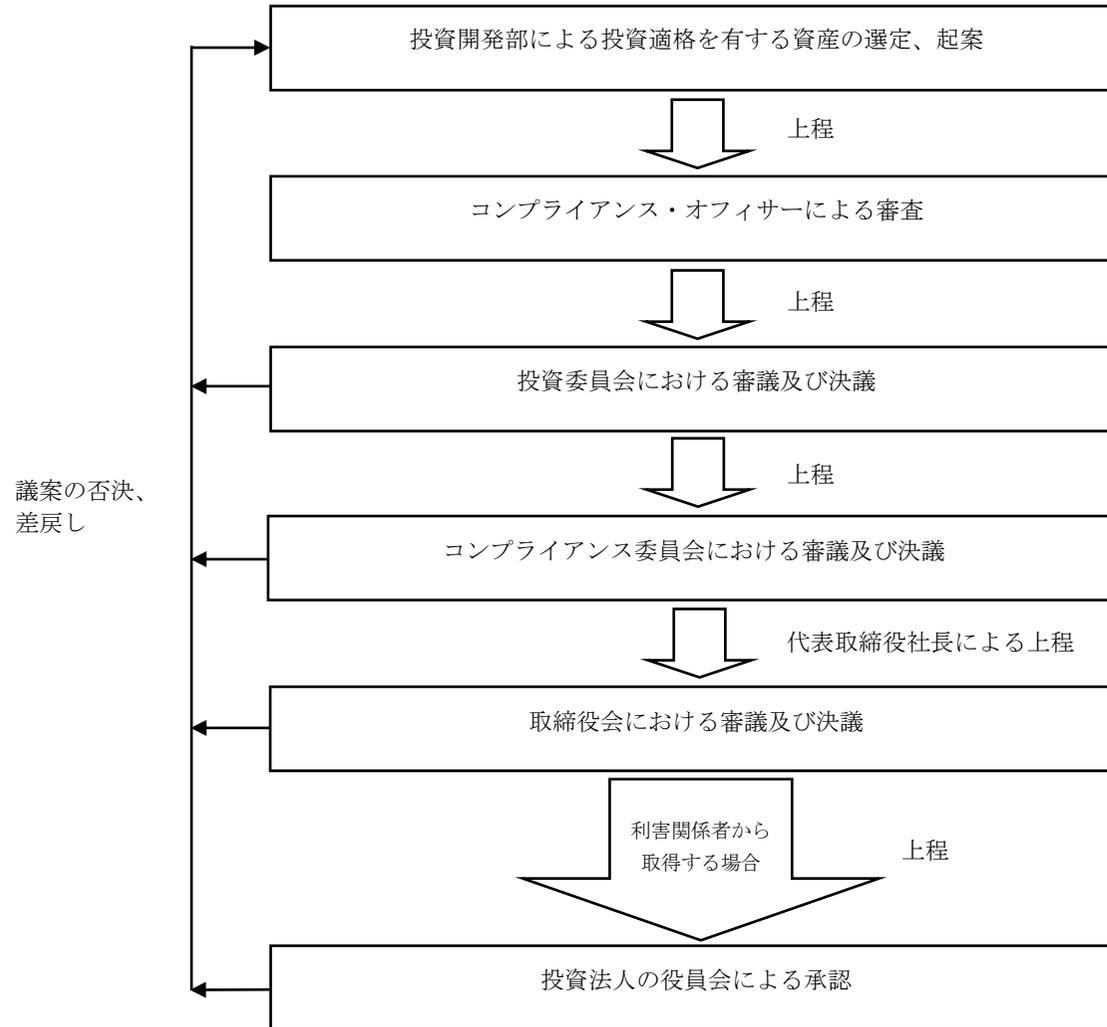 投資開発部による投資適格を有する資産の選定、起案
上程
コンプライアンス・オフィサーによる審査
上程
投資委員会における審議及び決議
上程
議案の否決、
差戻し
コンプライアンス委員会における審議及び決議
代表取締役社長による上程
取締役会における審議及び決議
利害関係者から
取得する場合
上程
投資法人の役員会による承認